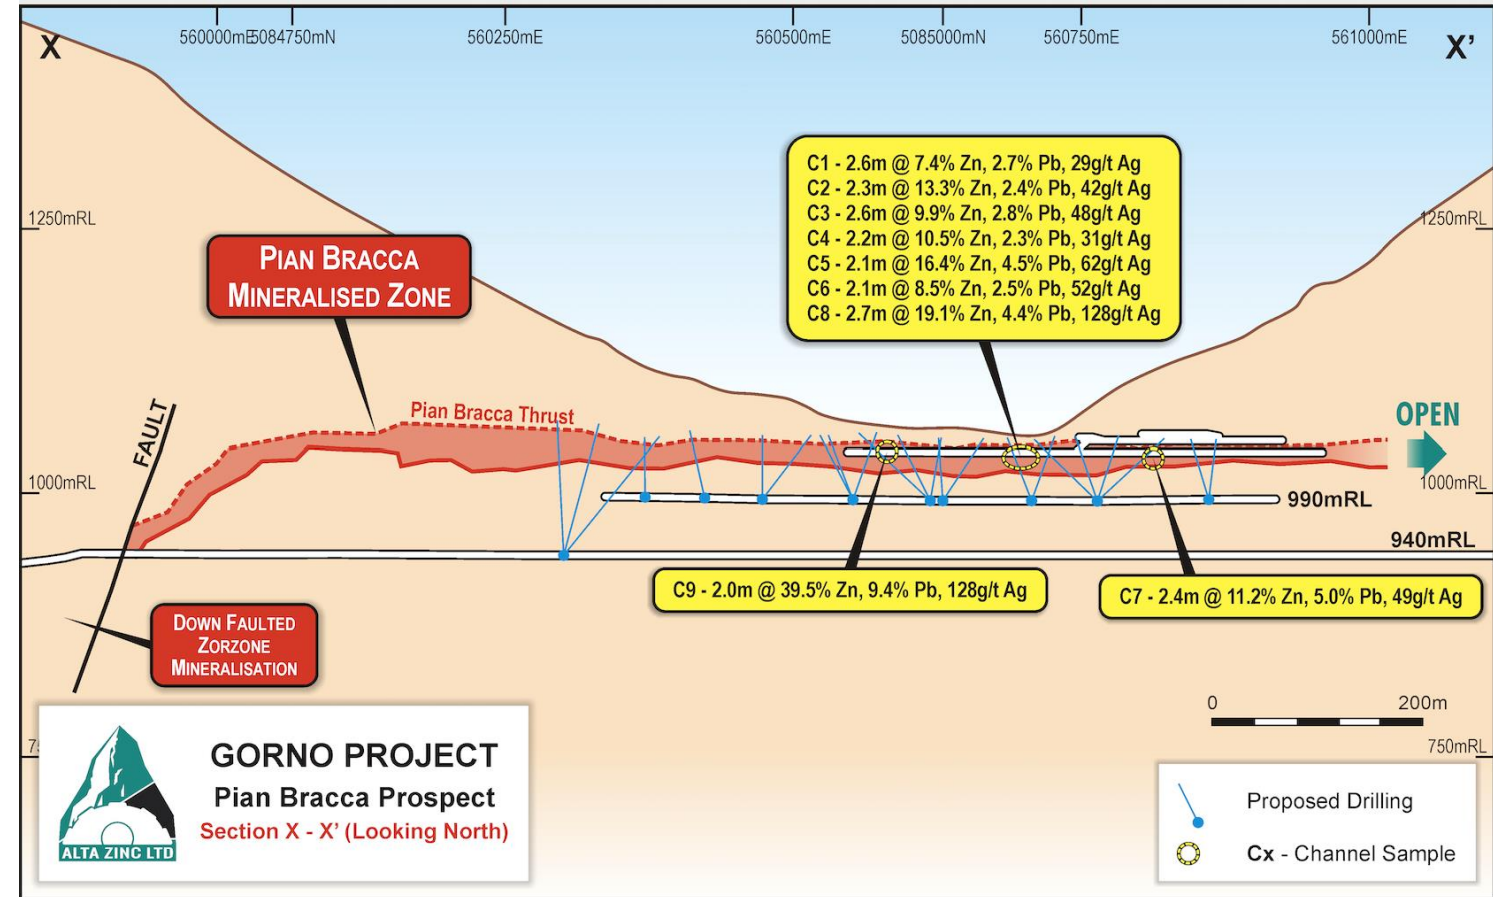 X
560000mE
5084750mN
560250mE
560500mE
5085000mN
560750mE
561000mE
X'
C1 - 2.6m @ 7.4% Zn, 2.7% Pb, 29g/t Ag
C2 - 2.3m @ 13.3% Zn, 2.4% Pb, 42g/t Ag
C3 - 2.6m @ 9.9% Zn, 2.8% Pb, 48g/t Ag
C4 - 2.2m @ 10.5% Zn, 2.3% Pb, 31g/t Ag
C5 - 2.1m @ 16.4% Zn, 4.5% Pb, 62g/t Ag
C6 - 2.1m @ 8.5% Zn, 2.5% Pb, 52g/t Ag
C8 - 2.7m @ 19.1% Zn, 4.4% Pb, 128g/t Ag
1250mRL
1250mRL
PIAN BRACCA
MINERALISED ZONE
Pian Bracca Thrust
OPEN
FAULT
1000mRL
1000mRL
990mRL
940mRL
C9 - 2.0m @ 39.5% Zn, 9.4% Pb, 128g/t Ag
C7 - 2.4m @ 11.2% Zn, 5.0% Pb, 49g/t Ag
DOWN FAULTED
ZORZONE
MINERALISATION
0
200m
750mRL
GORNO PROJECT
Pian Bracca Prospect
Section X - X' (Looking North)
ALTA ZINC LTD
Proposed Drilling
Cx - Channel Sample